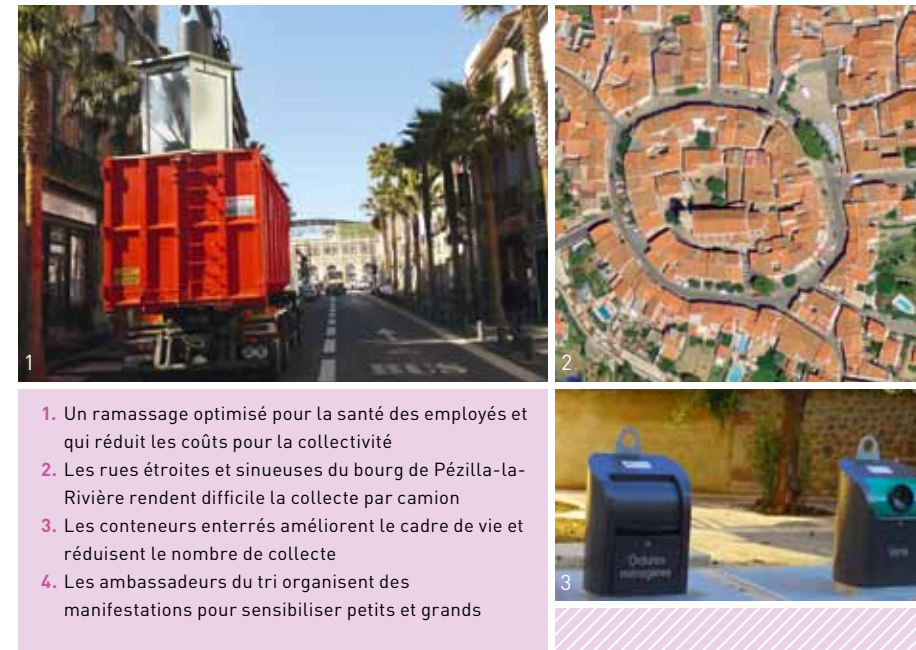 1
2
1. Un ramassage optimisé pour la santé des employés et
qui réduit les coûts pour la collectivité
2. Les rues étroites et sinueuses du bourg de Pézilla-la-
Rivière rendent difficile la collecte par camion
3. Les conteneurs enterrés améliorent le cadre de vie et
réduisent le nombre de collecte
4. Les ambassadeurs du tri organisent des
manifestations pour sensibiliser petits et grands
Ordures
ménagères
Verre
3